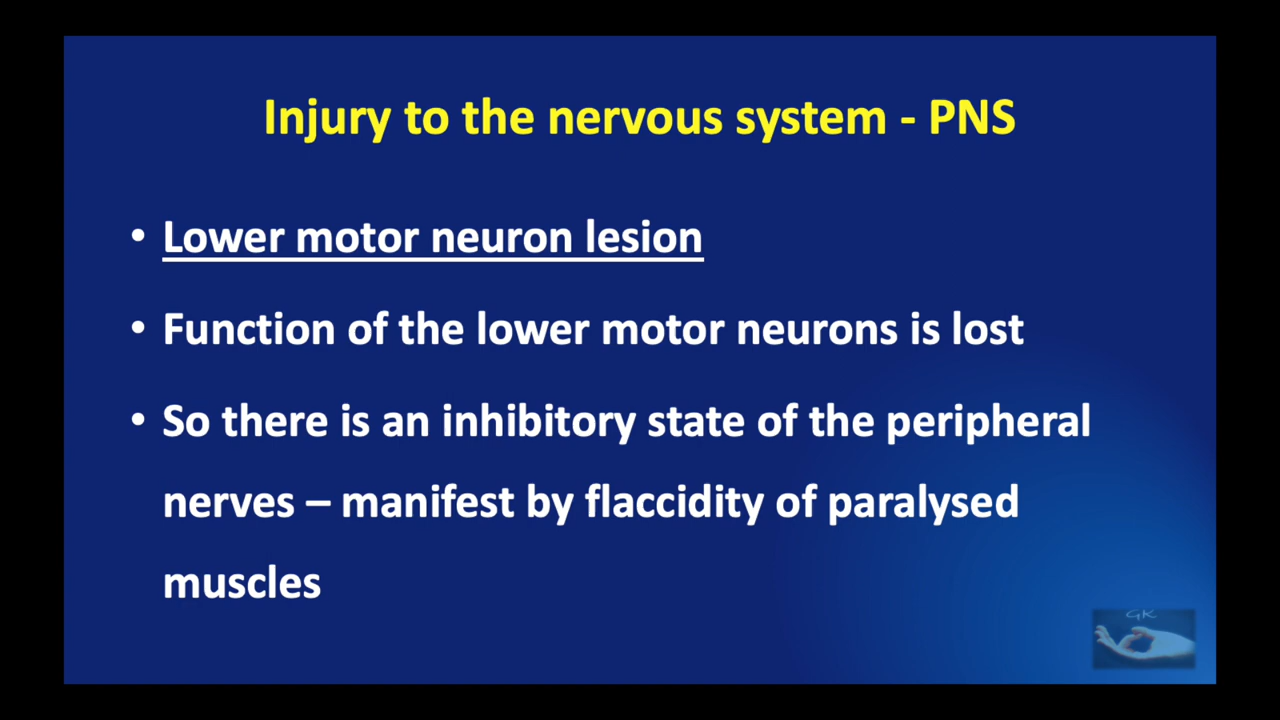 Injury to the nervous system - PNS
• Lower motor neuron lesion
• Function of the lower motor neurons is lost
• So there is an inhibitory state of the peripheral
nerves – manifest by flaccidity of paralysed
muscles
GK